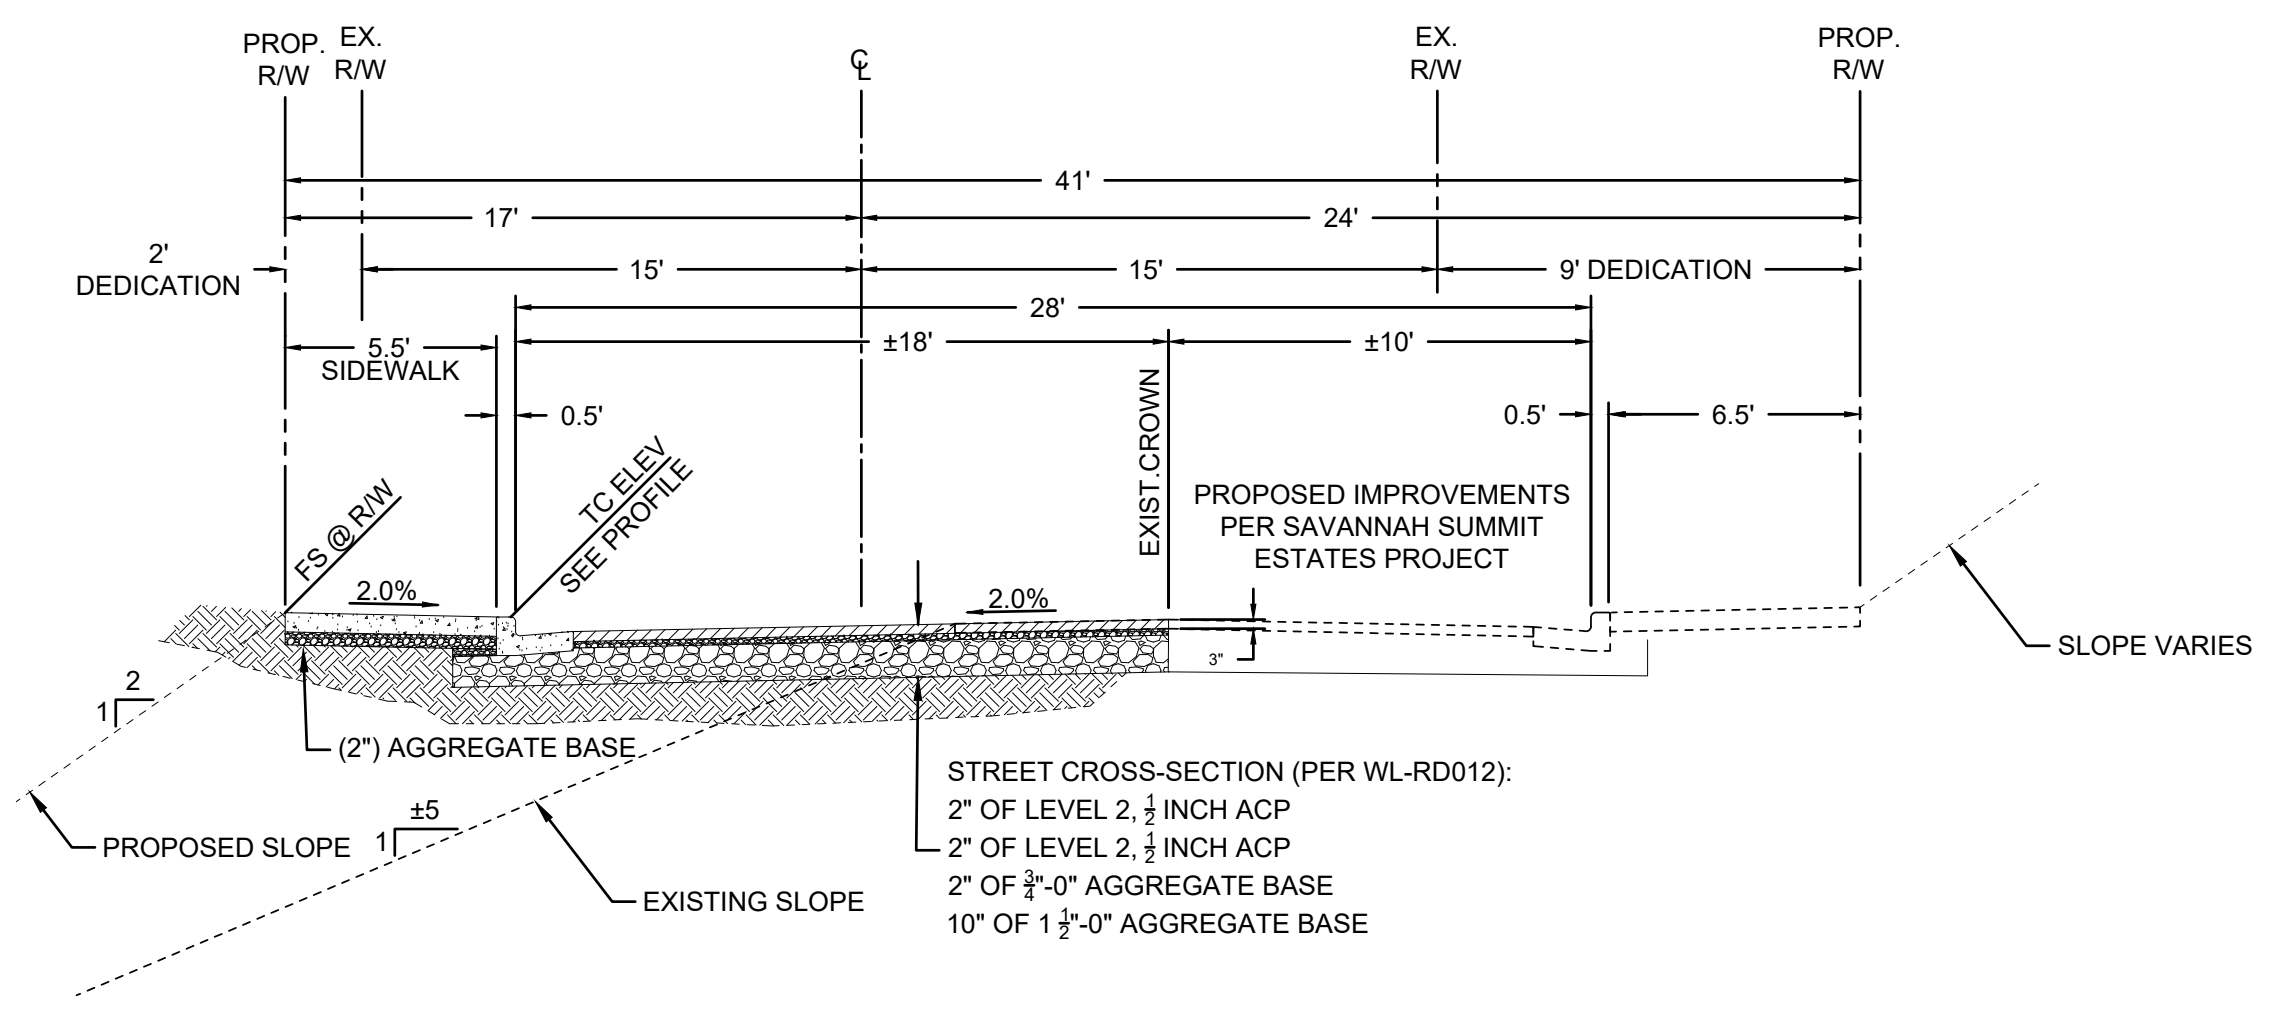 PROP.
R/W
EX.
R/W
℄
EX.
R/W
PROP.
R/W
41'
17'
24'
2'
DEDICATION
15'
15'
9' DEDICATION
28'
5.5'
SIDEWALK
±18'
±10'
0.5'
0.5'
6.5'
EXIST.CROWN
FS @ R/W
TC ELEV
SEE PROFILE
PROPOSED IMPROVEMENTS
PER SAVANNAH SUMMIT
ESTATES PROJECT
2.0%
2.0%
3"
SLOPE VARIES
2
1
(2") AGGREGATE BASE
PROPOSED SLOPE
±5
1
EXISTING SLOPE
STREET CROSS-SECTION (PER WL-RD012):
2" OF LEVEL 2, 1/2 INCH ACP
2" OF LEVEL 2, 1/2 INCH ACP
2" OF 3/4"-0" AGGREGATE BASE
10" OF 1 1/2"-0" AGGREGATE BASE